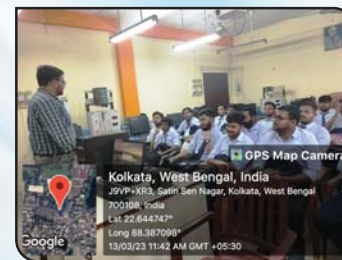 GPS Map Camera
Kolkata, West Bengal, India
J9VP+XR3, Satin Sen Nagar, Kolkata, West Bengal
700108, India
Lat 22.644747°
Long 88.387098°
13/03/23 11:42 AM GMT +05:30
Google